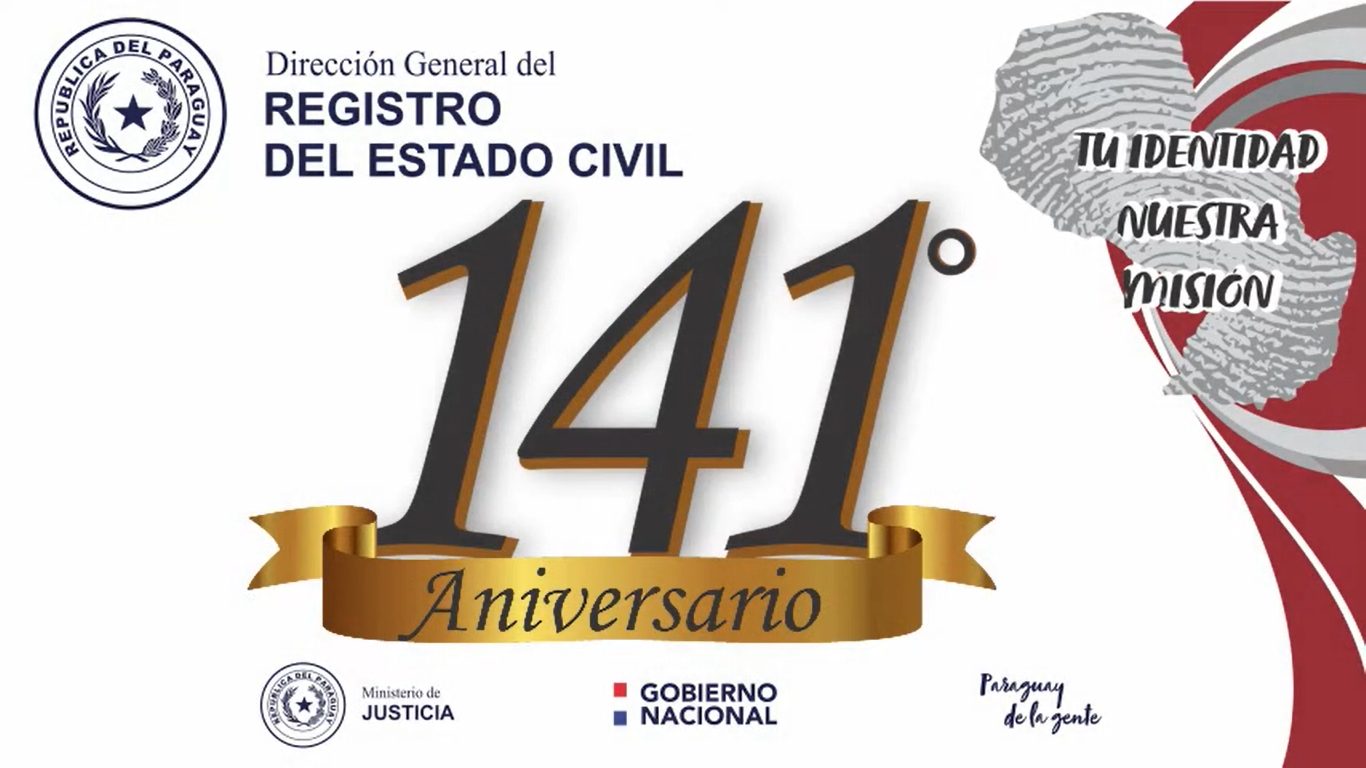 REPUBLICA DEL PARAGUAY
Dirección General del
REGISTRO
DEL ESTADO CIVIL
TU IDENTIDAD
NUESTRA
MISIÓN
141°
Aniversario
REPUBLICA DEL PARAGUAY
Ministerio de
JUSTICIA
GOBIERNO
NACIONAL
Paraguay
de la gente